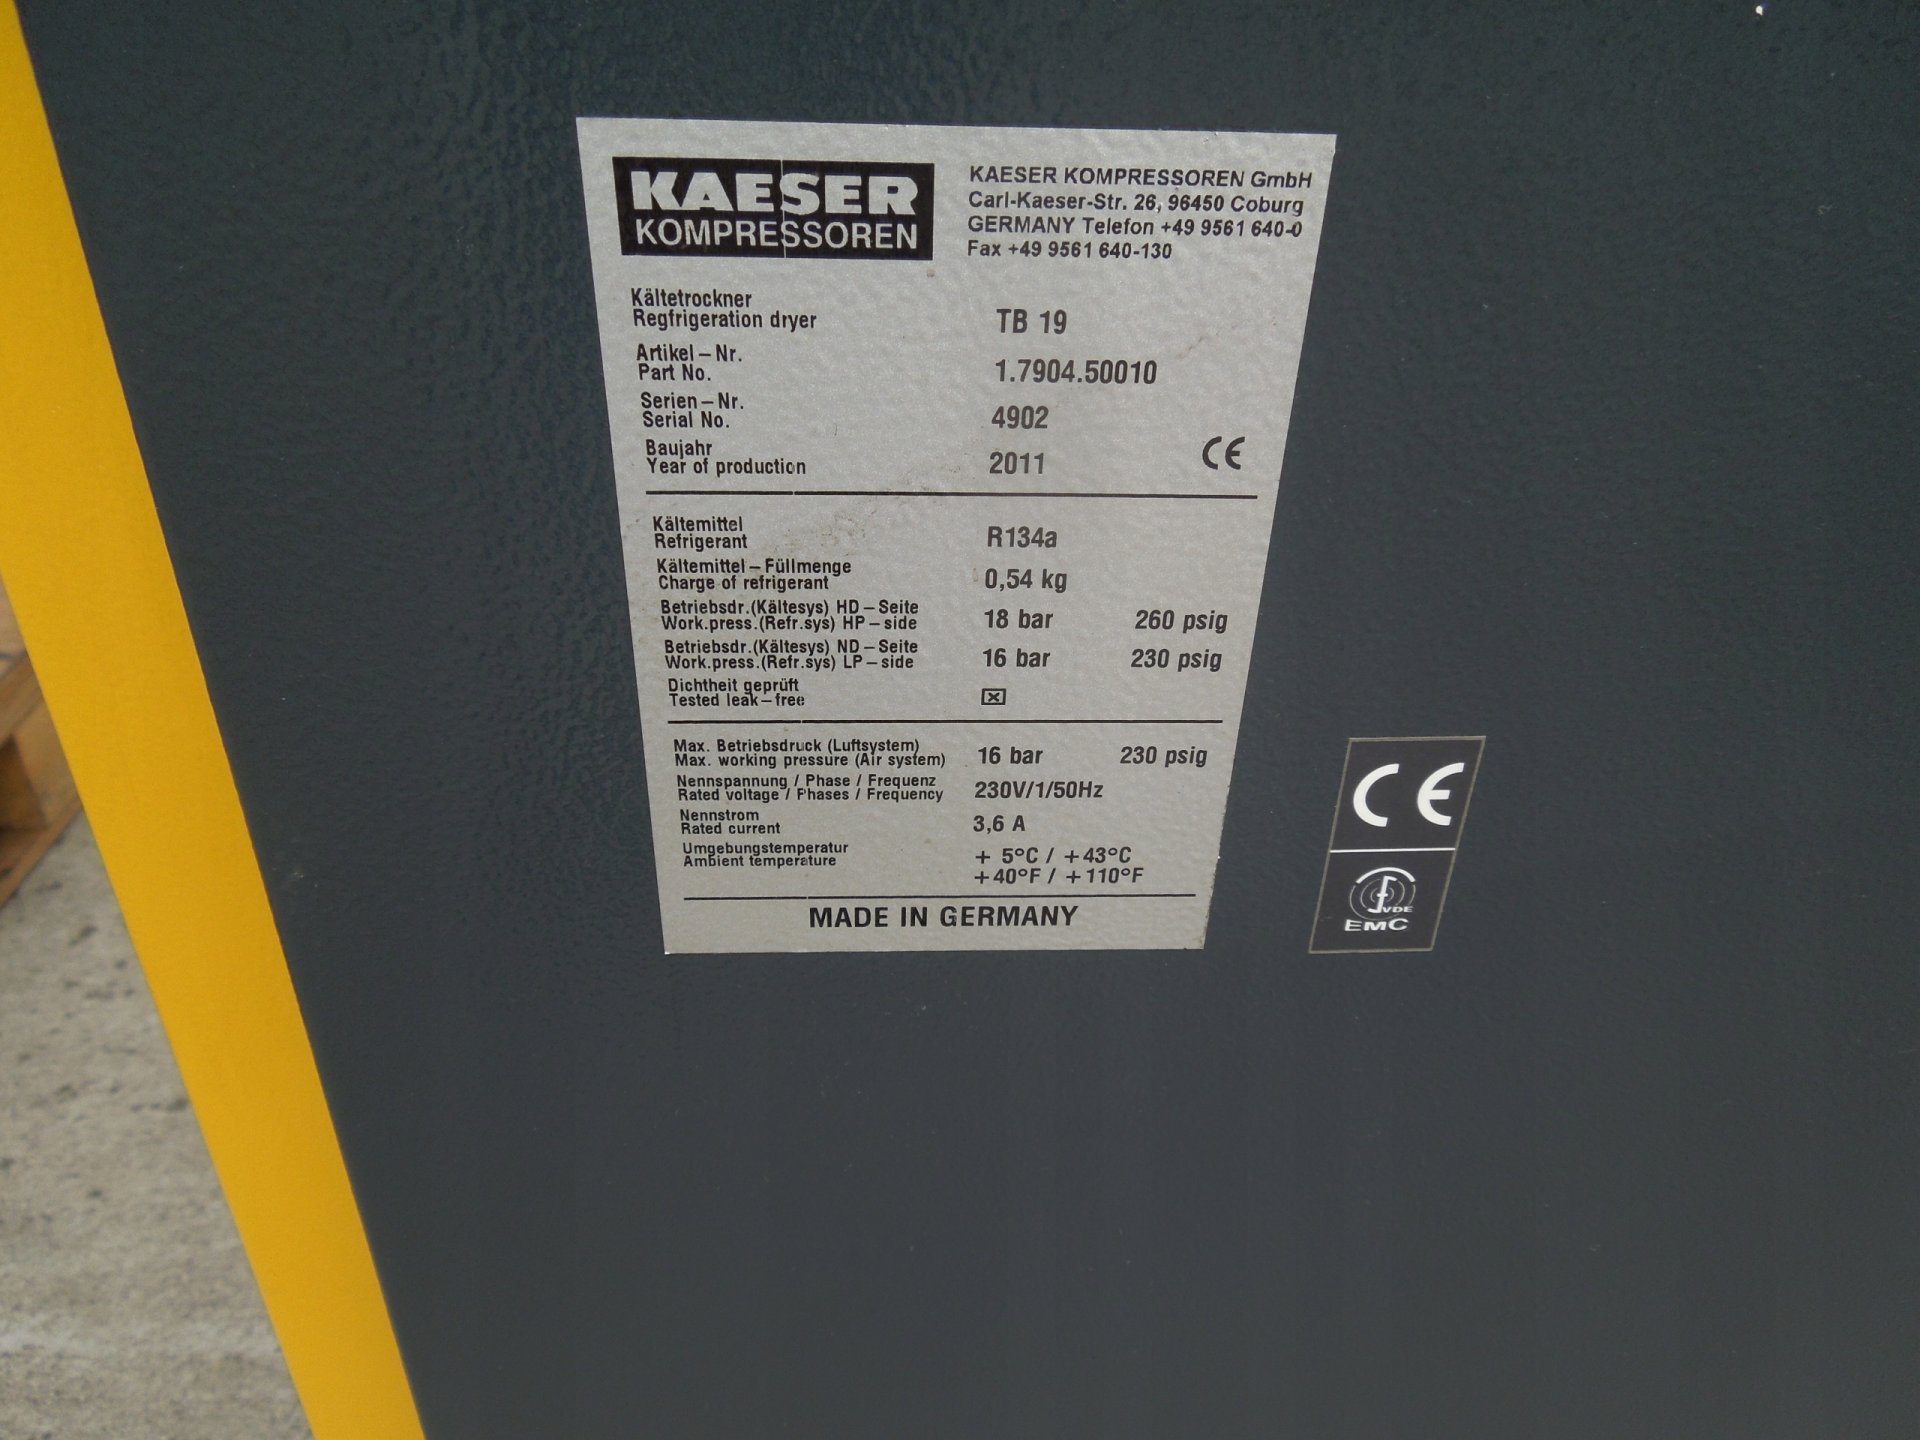 KAESER
KOMPRESSOREN
KAESER KOMPRESSOREN GmbH
Carl-Kaeser-Str. 26, 96450 Coburg
GERMANY Telefon +49 9561 640-0
Fax +49 9561 640-130
Kältetrockner
Regfrigeration dryer TB 19
Artikel – Nr.
Part No. 1.7904.50010
Serien – Nr.
Serial No. 4902
Baujahr
Year of production 2011
CE
Kältemittel
Refrigerant R134a
Kältemittel – Füllmenge
Charge of refrigerant 0,54 kg
Betriebsdr.(Kältesys) HD – Seite
Work.press.(Refr.sys) HP – side 18 bar 260 psig
Betriebsdr.(Kältesys) ND – Seite
Work.press.(Refr.sys) LP – side 16 bar 230 psig
Dichtheit geprüft
Tested leak – free ☒
Max. Betriebsdruck (Luftsystem)
Max. working pressure (Air system) 16 bar 230 psig
Nennspannung / Phase / Frequenz
Rated voltage / Phases / Frequency 230V/1/50Hz
Nennstrom
Rated current 3,6 A
Umgebungstemperatur
Ambient temperature + 5°C / +43°C
+40°F / +110°F
MADE IN GERMANY
CE
VDE
EMC